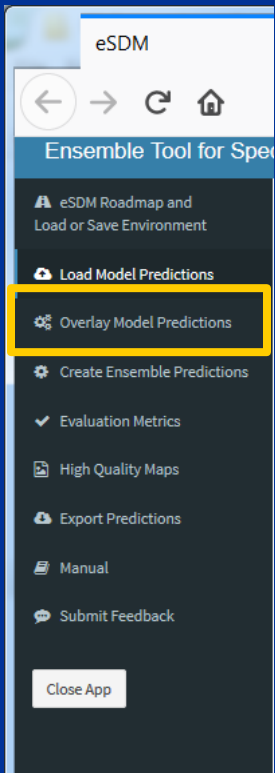 eSDM
Ensemble Tool for Spe
eSDM Roadmap and
Load or Save Environment
Load Model Predictions
Overlay Model Predictions
Create Ensemble Predictions
Evaluation Metrics
High Quality Maps
Export Predictions
Manual
Submit Feedback
Close App